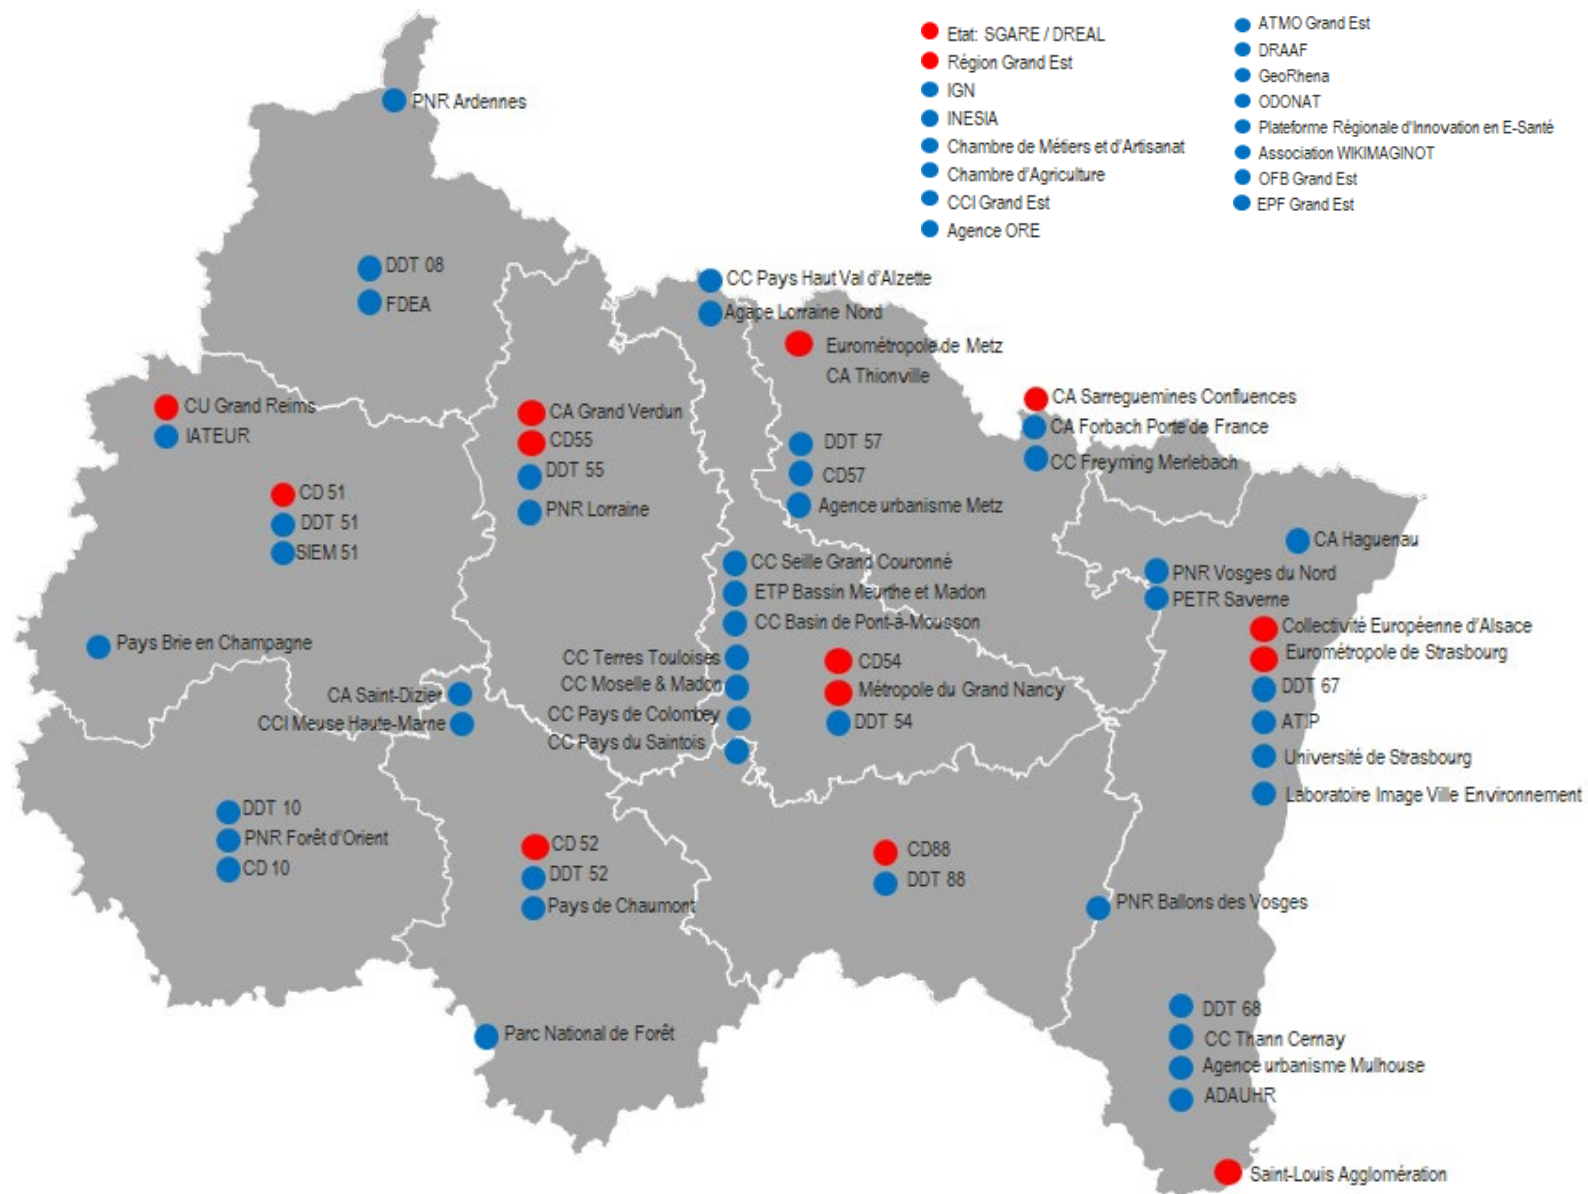 Etat: SGARE / DREAL
Région Grand Est
IGN
INESIA
Chambre de Métiers et d'Artisanat
Chambre d'Agriculture
CCI Grand Est
Agence ORE
ATMO Grand Est
DRAAF
GeoRhena
ODONAT
Plateforme Régionale d'Innovation en E-Santé
Association WIKIMAGINOT
OFB Grand Est
EPF Grand Est
PNR Ardennes
DDT 08
FDEA
CC Pays Haut Val d'Alzette
Agape Lorraine Nord
Eurométropole de Metz
CA Thionville
CU Grand Reims
IATEUR
CA Grand Verdun
CD55
DDT 55
PNR Lorraine
CA Sarreguemines Confluences
CA Forbach Porte de France
CC Freyming Merlebach
DDT 57
CD57
Agence urbanisme Metz
CD 51
DDT 51
SIEM 51
CA Haguenau
PNR Vosges du Nord
PETR Saverne
CC Seille Grand Couronné
ETP Bassin Meurthe et Madon
CC Basin de Pont-à-Mousson
CC Terres Touloises
CC Moselle & Madon
CC Pays de Colombey
CC Pays du Saintois
CD54
Métropole du Grand Nancy
DDT 54
Collectivité Européenne d'Alsace
Eurométropole de Strasbourg
DDT 67
ATIP
Université de Strasbourg
Laboratoire Image Ville Environnement
Pays Brie en Champagne
CA Saint-Dizier
CCI Meuse Haute-Marne
DDT 10
PNR Forêt d'Orient
CD 10
CD 52
DDT 52
Pays de Chaumont
CD88
DDT 88
PNR Ballons des Vosges
Parc National de Forêt
DDT 68
CC Thann Cernay
Agence urbanisme Mulhouse
ADAUHR
Saint-Louis Agglomération